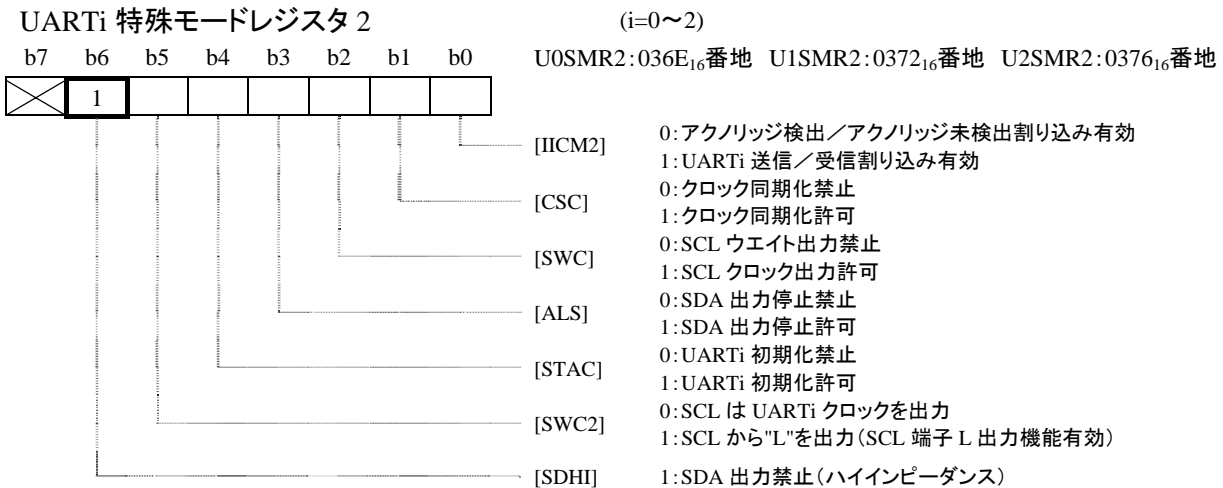 UARTi 特殊モードレジスタ 2 (i=0～2)
b7 b6 b5 b4 b3 b2 b1 b0 U0SMR2:036E16番地 U1SMR2:037216番地 U2SMR2:037616番地
1
[IICM2] 0:アクノリッジ検出／アクノリッジ未検出割り込み有効
1:UARTi 送信／受信割り込み有効
[CSC] 0:クロック同期化禁止
1:クロック同期化許可
[SWC] 0:SCL ウエイト出力禁止
1:SCL クロック出力許可
[ALS] 0:SDA 出力停止禁止
1:SDA 出力停止許可
[STAC] 0:UARTi 初期化禁止
1:UARTi 初期化許可
[SWC2] 0:SCL は UARTi クロックを出力
1:SCL から"L"を出力(SCL 端子 L 出力機能有効)
[SDHI] 1:SDA 出力禁止(ハイインピーダンス)